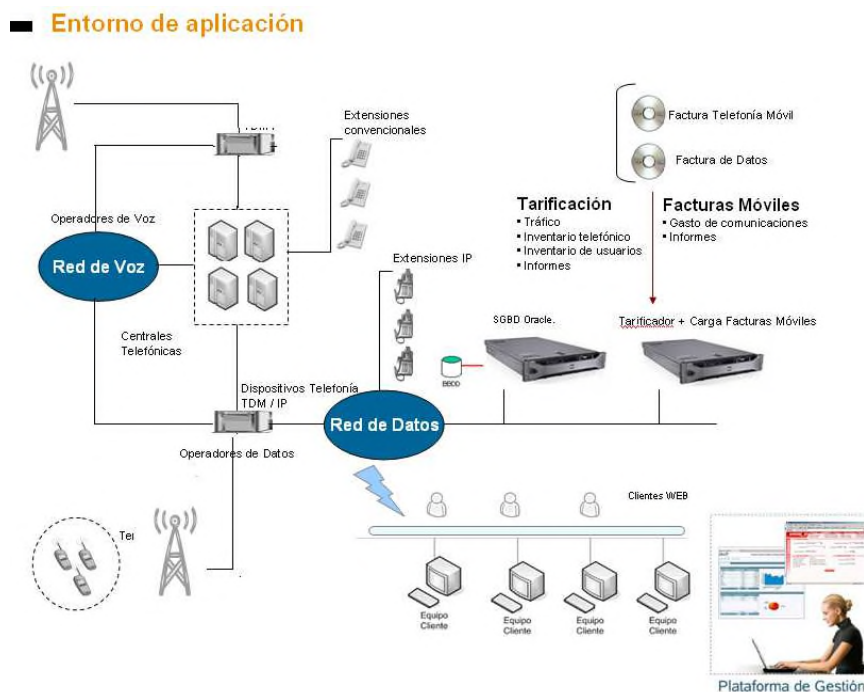 Entorno de aplicación
Extensiones
convencionales
Factura Telefonía Móvil
Factura de Datos
Operadores de Voz
Red de Voz
Tarificación
▪ Tráfico
▪ Inventario telefónico
▪ Inventario de usuarios
▪ Informes
Facturas Móviles
▪ Gasto de comunicaciones
▪ Informes
Extensiones IP
Centrales
Telefónicas
SGBD Oracle.
Tarificador + Carga Facturas Móviles
BBDD
Dispositivos Telefonía
TDM / IP
Red de Datos
Operadores de Datos
Clientes WEB
Ter
Equipo
Cliente
Equipo
Cliente
Equipo
Cliente
Equipo
Cliente
Plataforma de Gestión